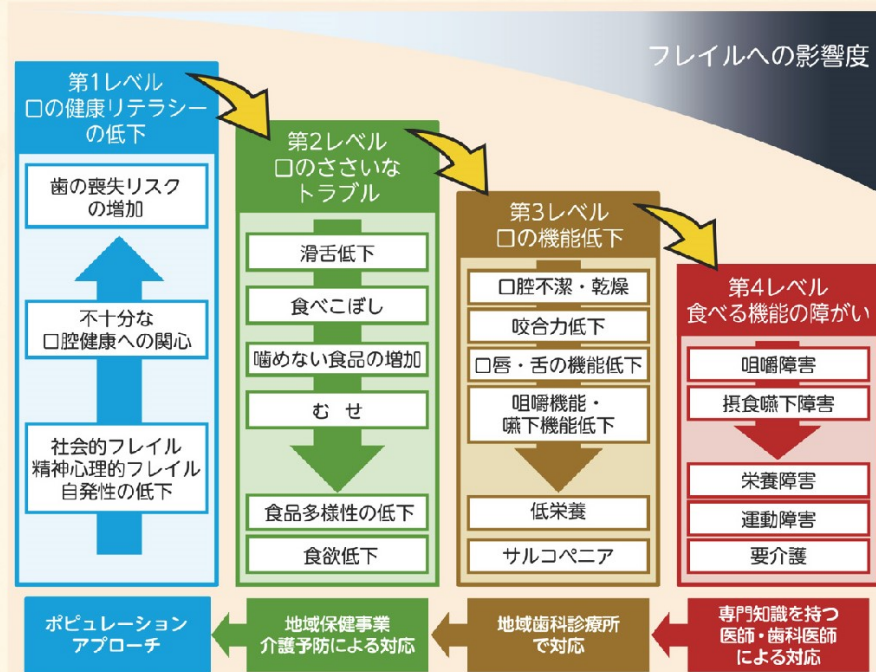 フレイルへの影響度
第1レベル
口の健康リテラシー
の低下
歯の喪失リスク
の増加
不十分な
口腔健康への関心
社会的フレイル
精神心理的フレイル
自発性の低下
ポピュレーション
アプローチ
第2レベル
口のささいな
トラブル
滑舌低下
食べこぼし
噛めない食品の増加
むせ
食品多様性の低下
食欲低下
地域保健事業
介護予防による対応
第3レベル
口の機能低下
口腔不潔・乾燥
咬合力低下
口唇・舌の機能低下
咀嚼機能・
嚥下機能低下
低栄養
サルコペニア
地域歯科診療所
で対応
第4レベル
食べる機能の障がい
咀嚼障害
摂食嚥下障害
栄養障害
運動障害
要介護
専門知識を持つ
医師・歯科医師
による対応